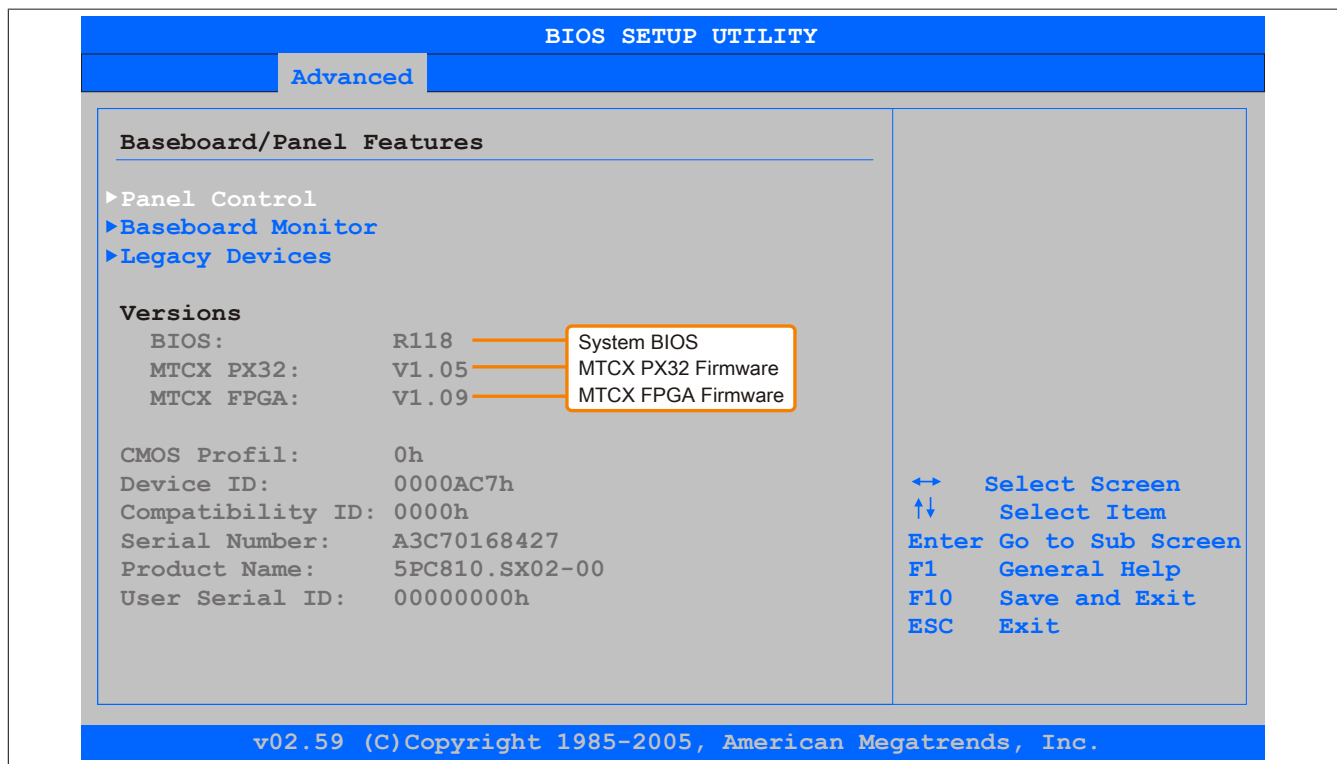 BIOS SETUP UTILITY
Advanced
Baseboard/Panel Features
▶Panel Control
▶Baseboard Monitor
▶Legacy Devices
Versions
BIOS: R118 System BIOS
MTCX PX32: V1.05 MTCX PX32 Firmware
MTCX FPGA: V1.09 MTCX FPGA Firmware
CMOS Profil: 0h
Device ID: 0000AC7h
Compatibility ID: 0000h
Serial Number: A3C70168427
Product Name: 5PC810.SX02-00
User Serial ID: 00000000h
↔ Select Screen
↑↓ Select Item
Enter Go to Sub Screen
F1 General Help
F10 Save and Exit
ESC Exit
v02.59 (C)Copyright 1985-2005, American Megatrends, Inc.